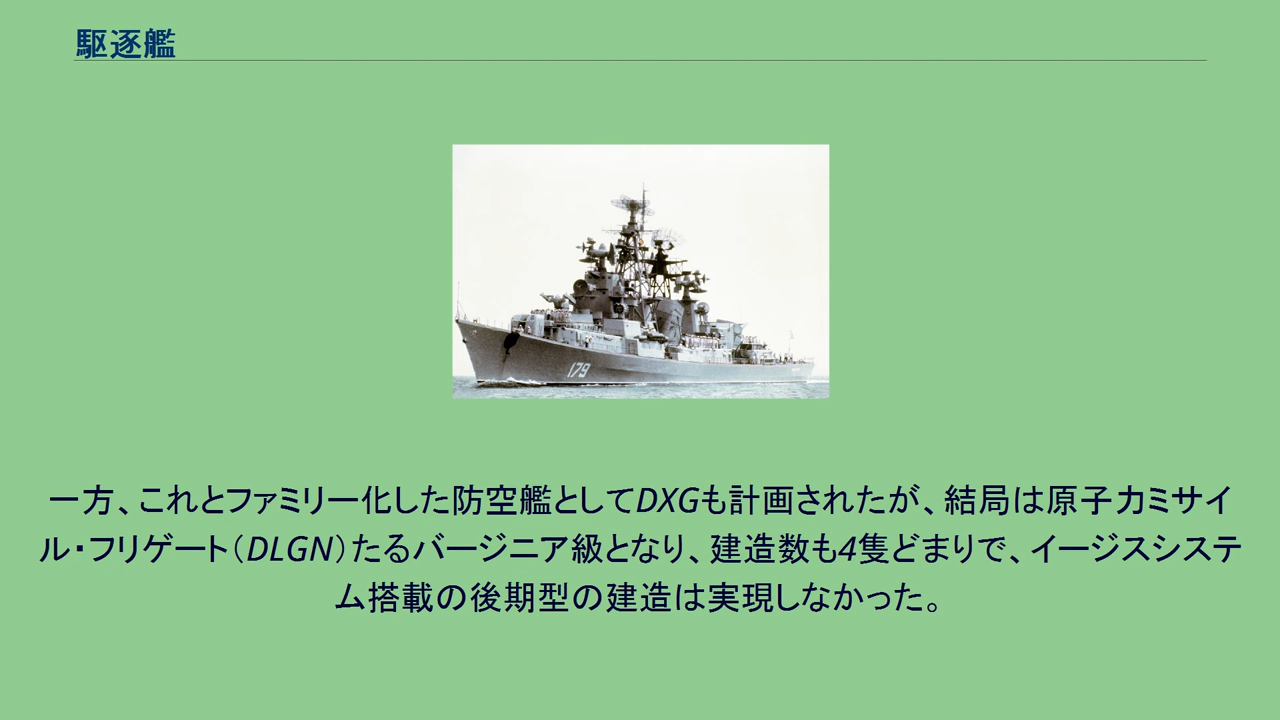 駆逐艦
179
一方、これとファミリー化した防空艦としてDXGも計画されたが、結局は原子力ミサイ
ル・フリゲート（DLGN）たるバージニア級となり、建造数も4隻どまりで、イージスシステ
ム搭載の後期型の建造は実現しなかった。